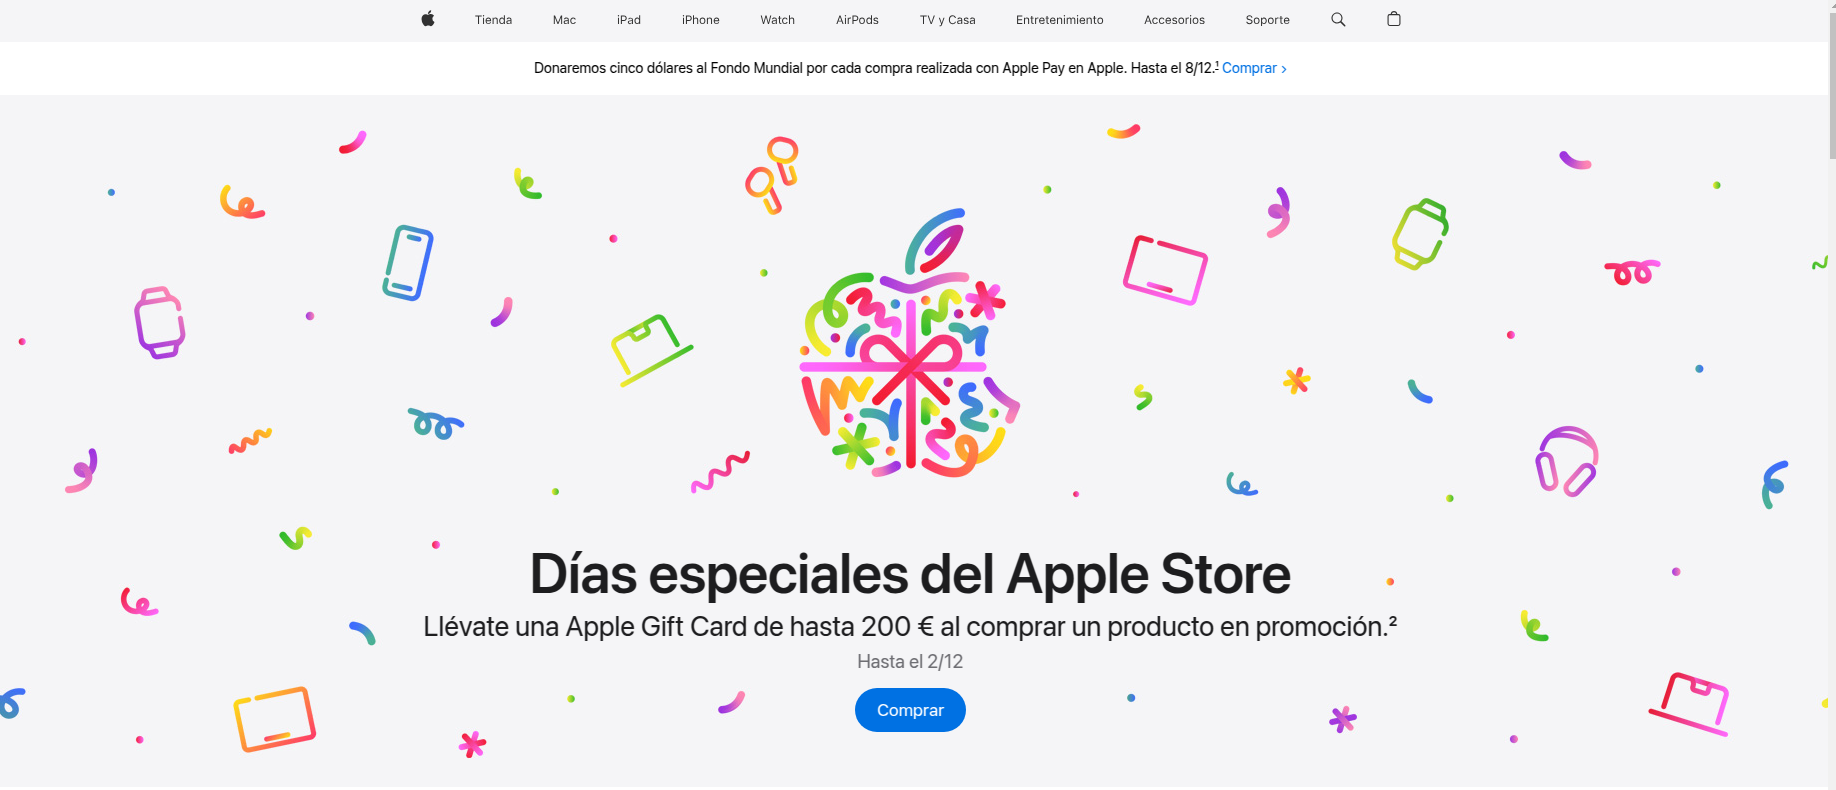 Tienda Mac iPad iPhone Watch AirPods TV y Casa Entretenimiento Accesorios Soporte
Donaremos cinco dólares al Fondo Mundial por cada compra realizada con Apple Pay en Apple. Hasta el 8/12.¹ Comprar >
Días especiales del Apple Store
Llévate una Apple Gift Card de hasta 200 € al comprar un producto en promoción.²
Hasta el 2/12
Comprar